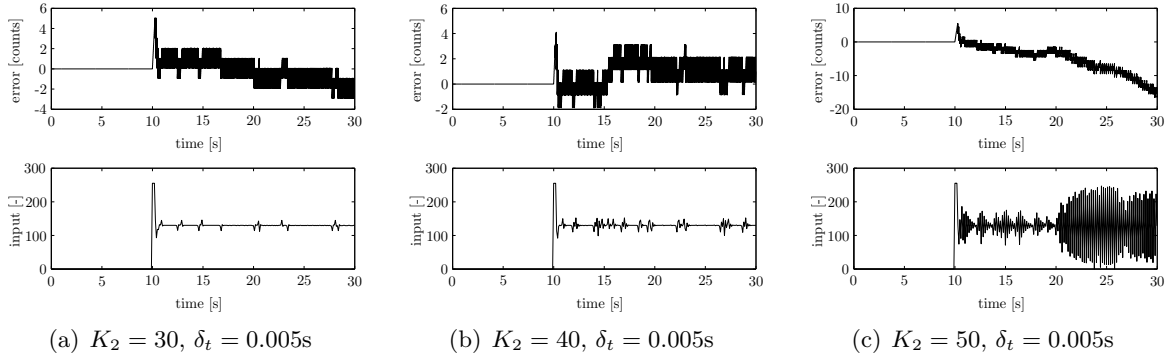 6
4
2
0
-2
-4
error [counts]
0 5 10 15 20 25 30
time [s]
300
200
100
0
input [-]
0 5 10 15 20 25 30
time [s]
(a) K₂ = 30, δₜ = 0.005s
6
4
2
0
-2
error [counts]
0 5 10 15 20 25 30
time [s]
300
200
100
0
input [-]
0 5 10 15 20 25 30
time [s]
(b) K₂ = 40, δₜ = 0.005s
10
0
-10
-20
error [counts]
0 5 10 15 20 25 30
time [s]
300
200
100
0
input [-]
0 5 10 15 20 25 30
time [s]
(c) K₂ = 50, δₜ = 0.005s